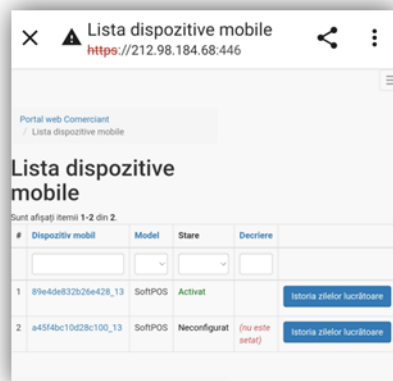 Lista dispozitive mobile
https://212.98.184.68:446
Portal web Comerciant
/ Lista dispozitive mobile
Lista dispozitive
mobile
Sunt afișați itemii 1-2 din 2.
# Dispozitiv mobil Model Stare Decriere
1 89e4de832b26e428_13 SoftPOS Activat Istoria zilelor lucrătoare
2 a45f4bc10d28c100_13 SoftPOS Neconfigurat (nu este Istoria zilelor lucrătoare
setat)